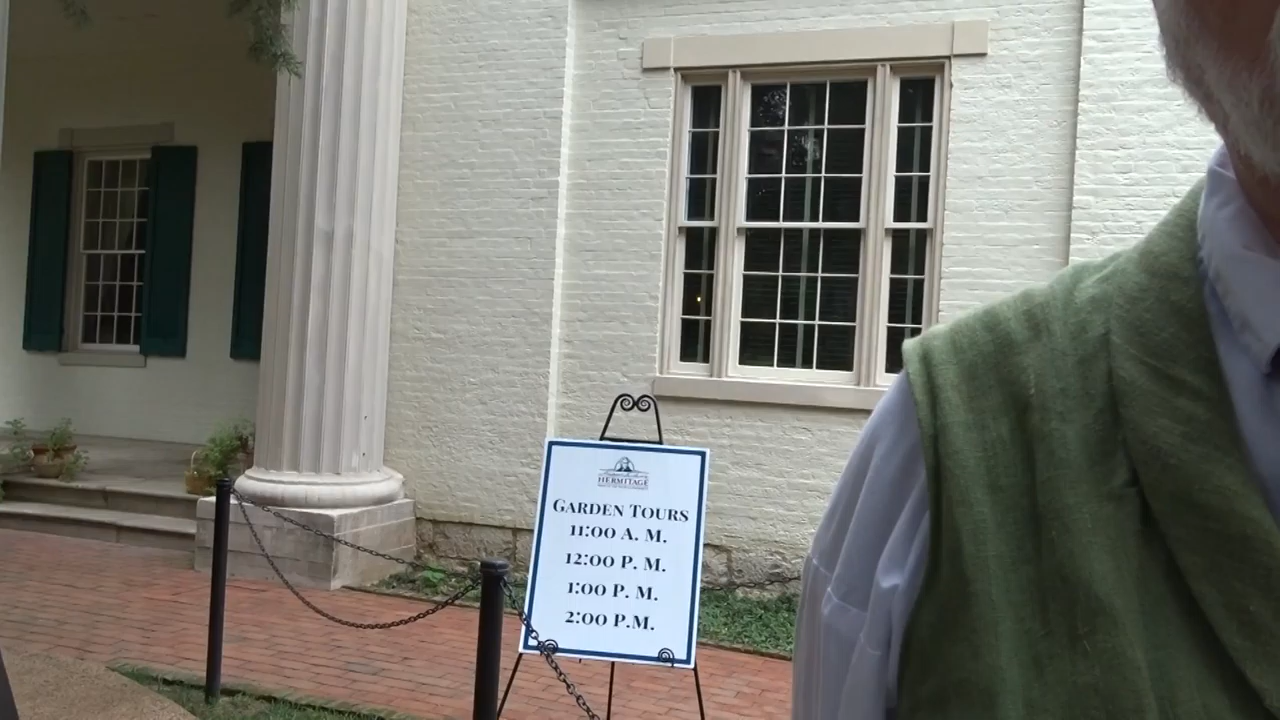 HERMITAGE
GARDEN TOURS
11:00 A. M.
12:00 P. M.
1:00 P. M.
2:00 P.M.